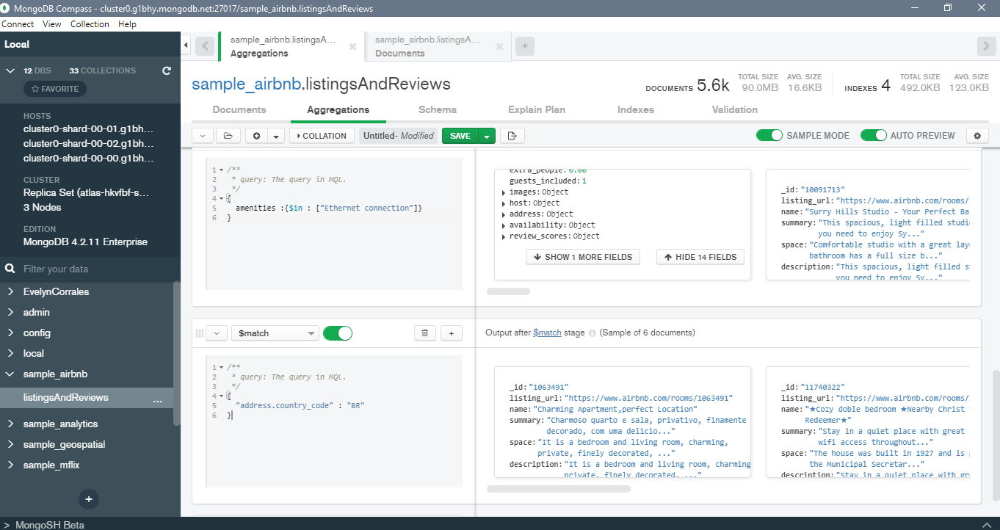 MongoDB Compass - cluster0.g1bhy.mongodb.net:27017/sample_airbnb.listingsAndReviews
Connect View Collection Help
Local
12 DBS 33 COLLECTIONS
☆ FAVORITE
HOSTS
cluster0-shard-00-01.g1bh...
cluster0-shard-00-02.g1bh...
cluster0-shard-00-00.g1bh...
CLUSTER
Replica Set (atlas-hkvfbf-s...
3 Nodes
EDITION
MongoDB 4.2.11 Enterprise
Filter your data
EvelynCorrales
admin
config
local
sample_airbnb
listingsAndReviews ...
sample_analytics
sample_geospatial
sample_mflix
+
sample_airbnb.listingsA...
Aggregations
sample_airbnb.listingsA...
Documents
+
sample_airbnb.listingsAndReviews
DOCUMENTS 5.6k
TOTAL SIZE 90.0MB
AVG. SIZE 16.6KB
INDEXES 4
TOTAL SIZE 492.0KB
AVG. SIZE 123.0KB
Documents Aggregations Schema Explain Plan Indexes Validation
COLLATION Untitled- Modified SAVE SAMPLE MODE AUTO PREVIEW
1 /**
2 * query: The query in MQL.
3 */
4 {
5 amenities :{$in : ["Ethernet connection"]}
6 }
extra_people: 0.00
guests_included: 1
images: Object
host: Object
address: Object
availability: Object
review_scores: Object
SHOW 1 MORE FIELDS HIDE 14 FIELDS
_id: "10091713"
listing_url: "https://www.airbnb.com/rooms/
name: "Surry Hills Studio - Your Perfect Ba
summary: "This spacious, light filled studi
you need to enjoy Sy..."
space: "Comfortable studio with a great lay
bathroom has a full size b..."
description: "This spacious, light filled s
you need to enjoy Sy..."
$match
+
Output after $match stage (Sample of 6 documents)
1 /**
2 * query: The query in MQL.
3 */
4 {
5 "address.country_code" : "BR"
6 }
_id: "1063491"
listing_url: "https://www.airbnb.com/rooms/1063491"
name: "Charming Apartment,perfect Location"
summary: "Charmoso quarto e sala, privativo, finamente
decorado, com uma delicio..."
space: "It is a bedroom and living room, charming,
private, finely decorated, ..."
description: "It is a bedroom and living room, charming
private, finely decorated, ..."
_id: "11740322"
listing_url: "https://www.airbnb.com/rooms/
name: "★Cozy doble bedroom ★Nearby Christ
Redeemer★"
summary: "Stay in a quiet place with great
wifi access throughout..."
space: "The house was built in 1927 and is
the Municipal Secretar..."
description: "Stay in a quiet place with gr
> MongoSH Beta